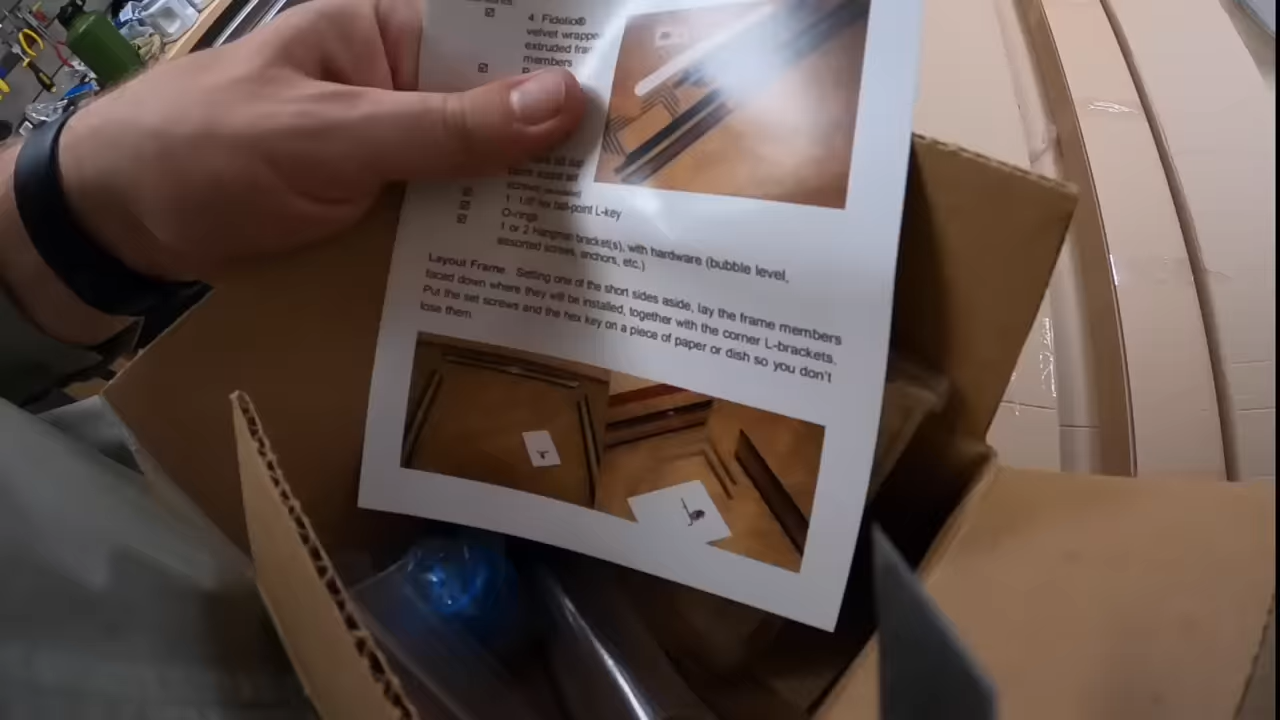 4 Fidelio®
velvet wrappe
extruded fra
members
1 1/8" hex ball-point L-key
O-rings
1 or 2 Hangman bracket(s), with hardware (bubble level,
assorted screws, anchors, etc.)
Layout Frame. Setting one of the short sides aside, lay the frame members
faced down where they will be installed, together with the corner L-brackets.
Put the set screws and the hex key on a piece of paper or dish so you don't
lose them.